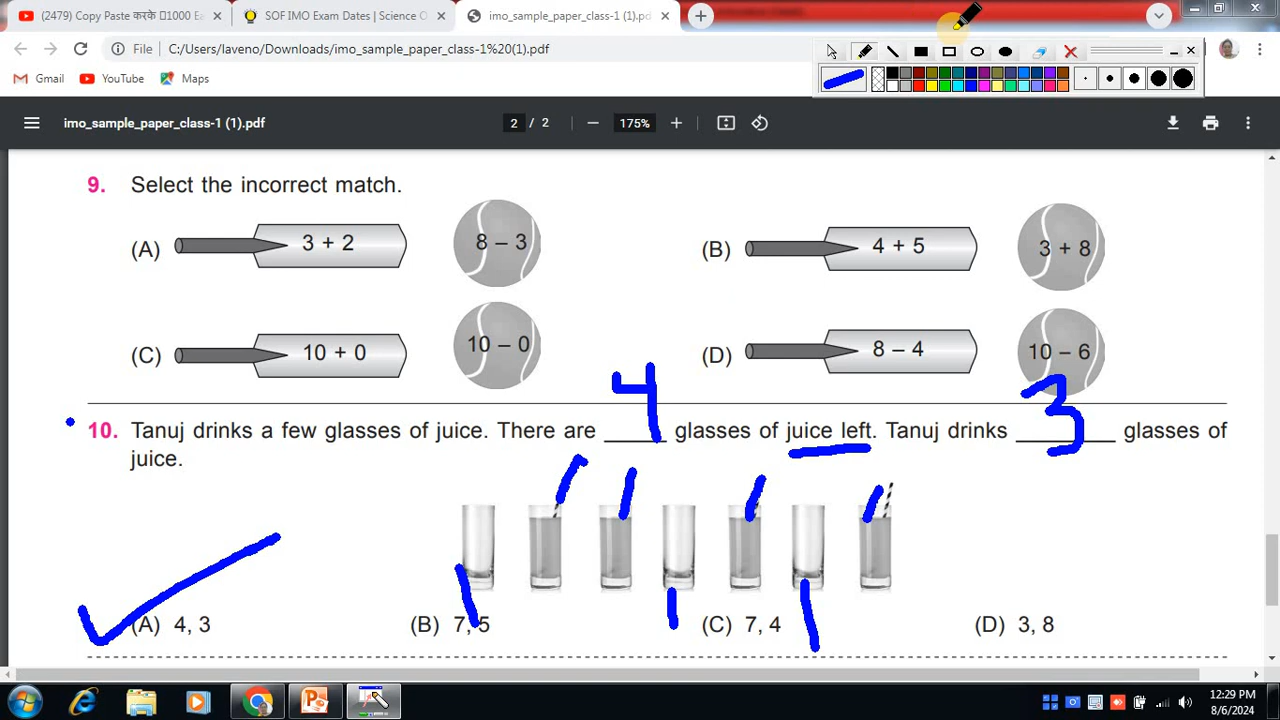 (2479) Copy Paste करके 1000 E
OF IMO Exam Dates | Science O
imo_sample_paper_class-1%20(1).pd
File C:/Users/laveno/Downloads/imo_sample_paper_class-1%20(1).pdf
Gmail YouTube Maps
imo_sample_paper_class-1 (1).pdf 2 / 2 175%
9. Select the incorrect match.
(A) 3 + 2 8 – 3 (B) 4 + 5 3 + 8
(C) 10 + 0 10 – 0 (D) 8 – 4 10 – 6
10. Tanuj drinks a few glasses of juice. There are 4 glasses of juice left. Tanuj drinks 3 glasses of
juice.
(A) 4, 3 (B) 7, 5 (C) 7, 4 (D) 3, 8
12:29 PM
8/6/2024